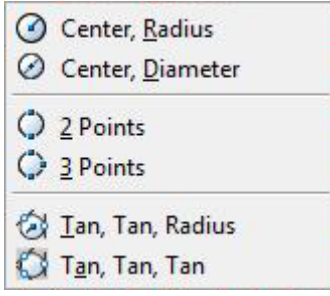 Center, Radius
Center, Diameter
2 Points
3 Points
Tan, Tan, Radius
Tan, Tan, Tan